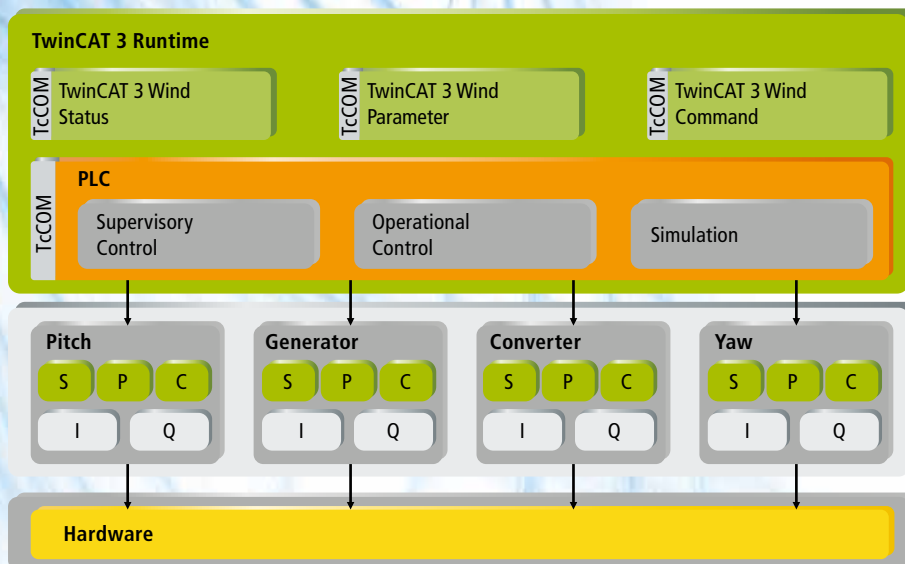 TwinCAT 3 Runtime
TcCOM
TwinCAT 3 Wind
Status
TcCOM
TwinCAT 3 Wind
Parameter
TcCOM
TwinCAT 3 Wind
Command
TcCOM
PLC
Supervisory
Control
Operational
Control
Simulation
Pitch
S P C
I Q
Generator
S P C
I Q
Converter
S P C
I Q
Yaw
S P C
I Q
Hardware